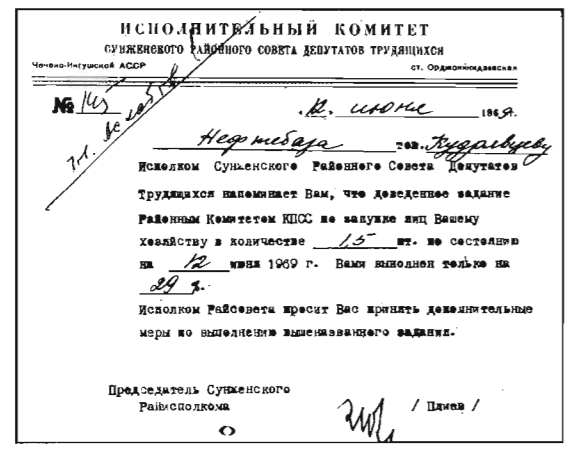 ИСПОЛНИТЕЛЬНЫЙ КОМИТЕТ
СУНЖЕНСКОГО РАЙОННОГО СОВЕТА ДЕПУТАТОВ ТРУДЯЩИХСЯ
Чечено-Ингушской АССР ст. Орджоникидзевская
№ 143 „12" июня 1969г.
Нефтебаза тов. Кудрявцеву
Исполком Сунженского Районного Совета Депутатов
Трудящихся напоминает Вам, что доведенное задание
Районным Комитетом КПСС по закупке яиц Вашему
хозяйству в количестве 1,5 шт. по состоянию
на 12 июня 1969 г. Вами выполнен только на
29 %.
Исполком Райсовета просит Вас принять дополнительные
меры по выполнению вышеназванного задания.
Председатель Сунженского
Райисполкома / Плиев /